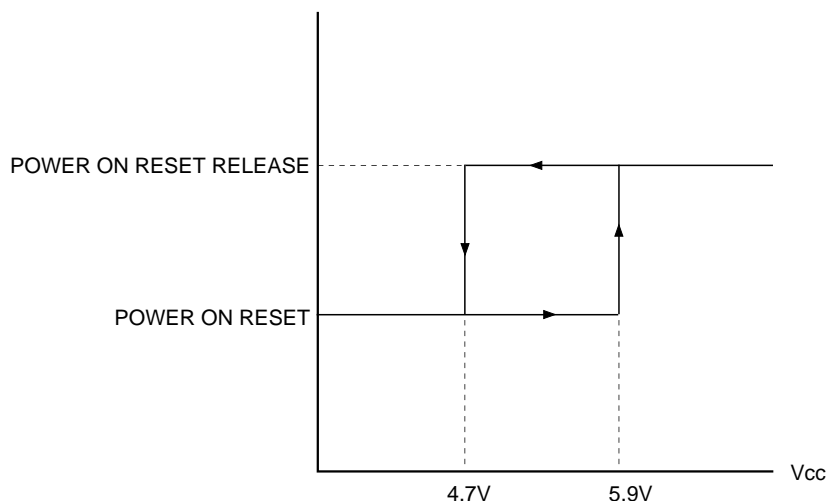 POWER ON RESET RELEASE
POWER ON RESET
Vcc
4.7V
5.9V